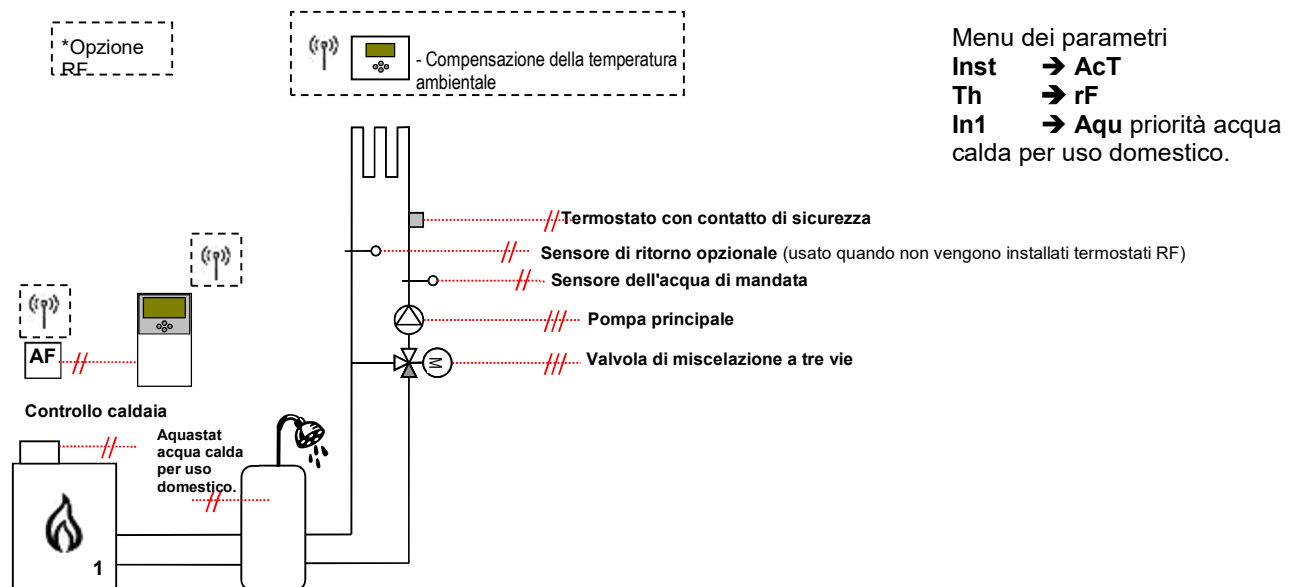 *Opzione
RF
- Compensazione della temperatura
ambientale
Menu dei parametri
Inst ➔ AcT
Th ➔ rF
In1 ➔ Aqu priorità acqua
calda per uso domestico.
Termostato con contatto di sicurezza
Sensore di ritorno opzionale (usato quando non vengono installati termostati RF)
Sensore dell'acqua di mandata
Pompa principale
Valvola di miscelazione a tre vie
M
AF
Controllo caldaia
Aquastat
acqua calda
per uso
domestico.
1